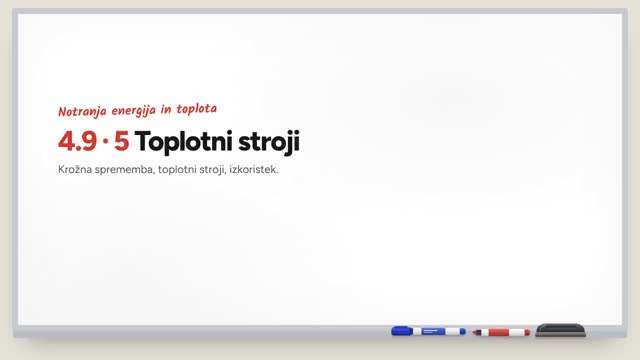 Notranja energija in toplota
4.9 · 5 Toplotni stroji
Krožna sprememba, toplotni stroji, izkoristek.